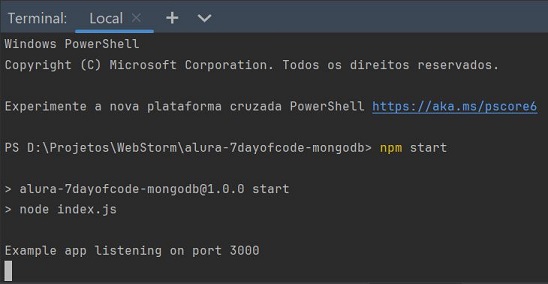 Terminal: Local × + ⌄
Windows PowerShell
Copyright (C) Microsoft Corporation. Todos os direitos reservados.
Experimente a nova plataforma cruzada PowerShell https://aka.ms/pscore6
PS D:\Projetos\WebStorm\alura-7dayofcode-mongodb> npm start
> alura-7dayofcode-mongodb@1.0.0 start
> node index.js
Example app listening on port 3000